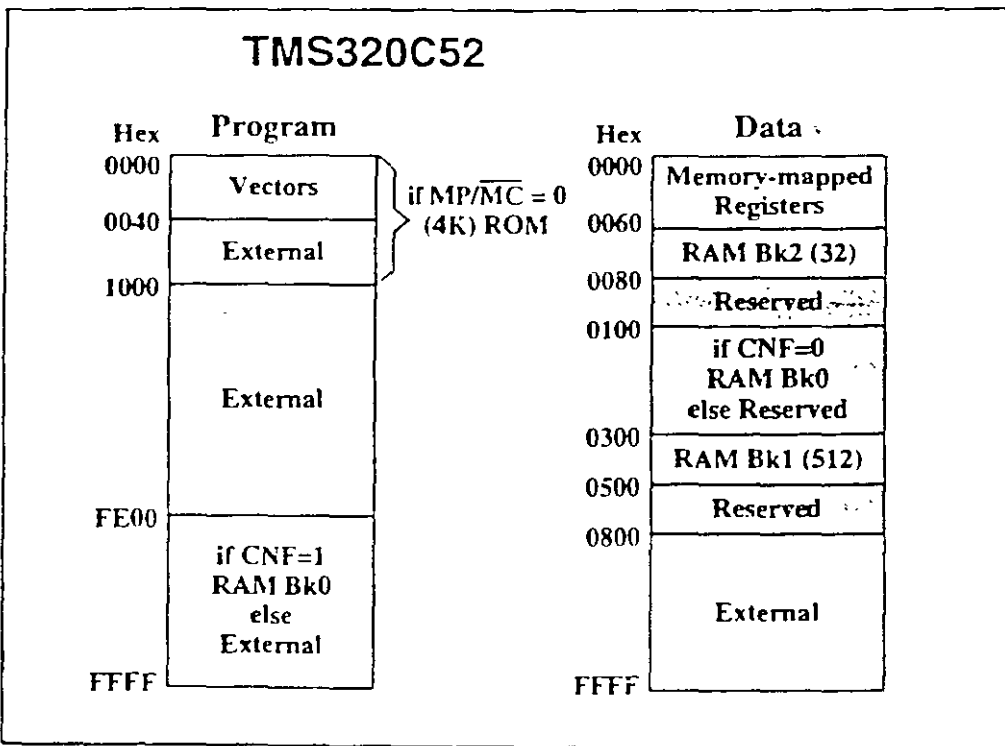 TMS320C52
Hex Program
0000
Vectors
0040
External
1000
if MP/MC = 0
(4K) ROM
External
FE00
if CNF=1
RAM Bk0
else
External
FFFF
Hex Data
0000
Memory-mapped
Registers
0060
RAM Bk2 (32)
0080
Reserved
0100
if CNF=0
RAM Bk0
else Reserved
0300
RAM Bk1 (512)
0500
Reserved
0800
External
FFFF